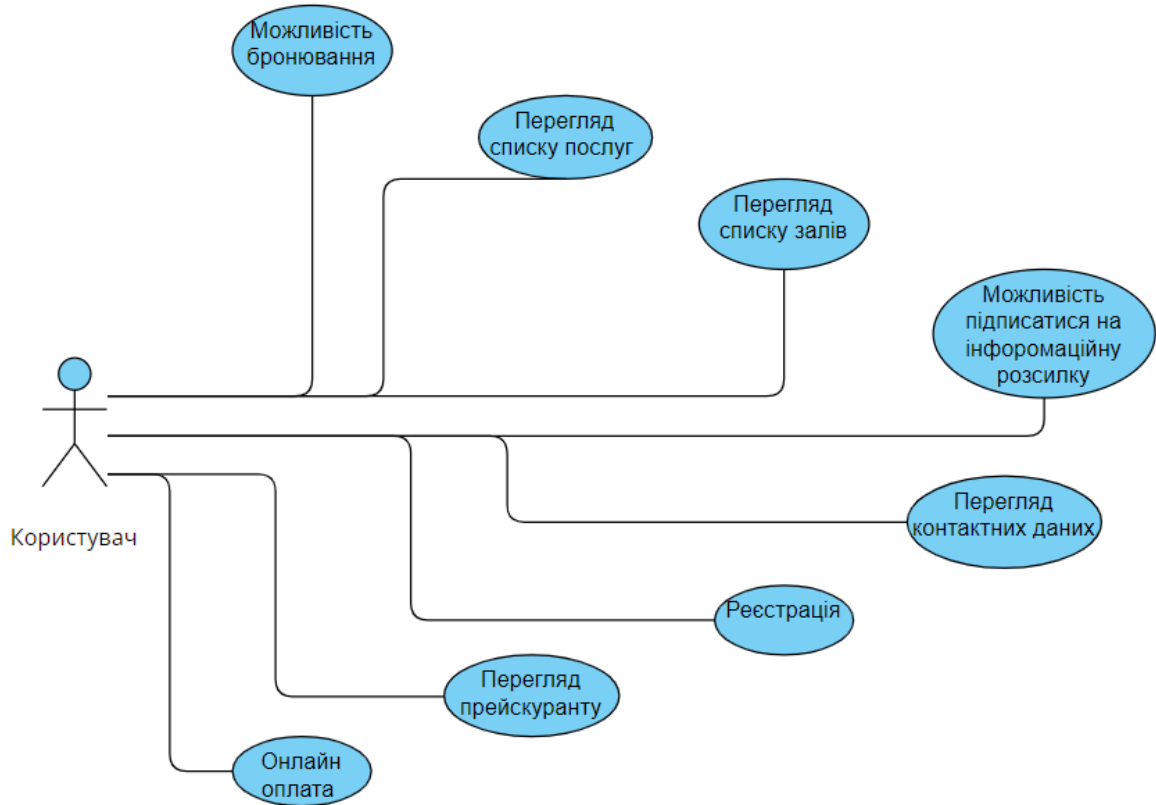 Можливість
бронювання
Перегляд
списку послуг
Перегляд
списку залів
Можливість
підписатися на
інфоромаційну
розсилку
Користувач
Перегляд
контактних даних
Реєстрація
Перегляд
прейскуранту
Онлайн
оплата